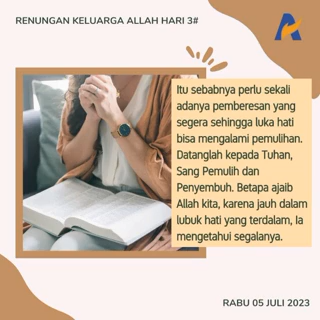 RENUNGAN KELUARGA ALLAH HARI 3#
Itu sebabnya perlu sekali
adanya pemberesan yang
segera sehingga luka hati
bisa mengalami pemulihan.
Datanglah kepada Tuhan,
Sang Pemulih dan
Penyembuh. Betapa ajaib
Allah kita, karena jauh dalam
lubuk hati yang terdalam, Ia
mengetahui segalanya.
RABU 05 JULI 2023